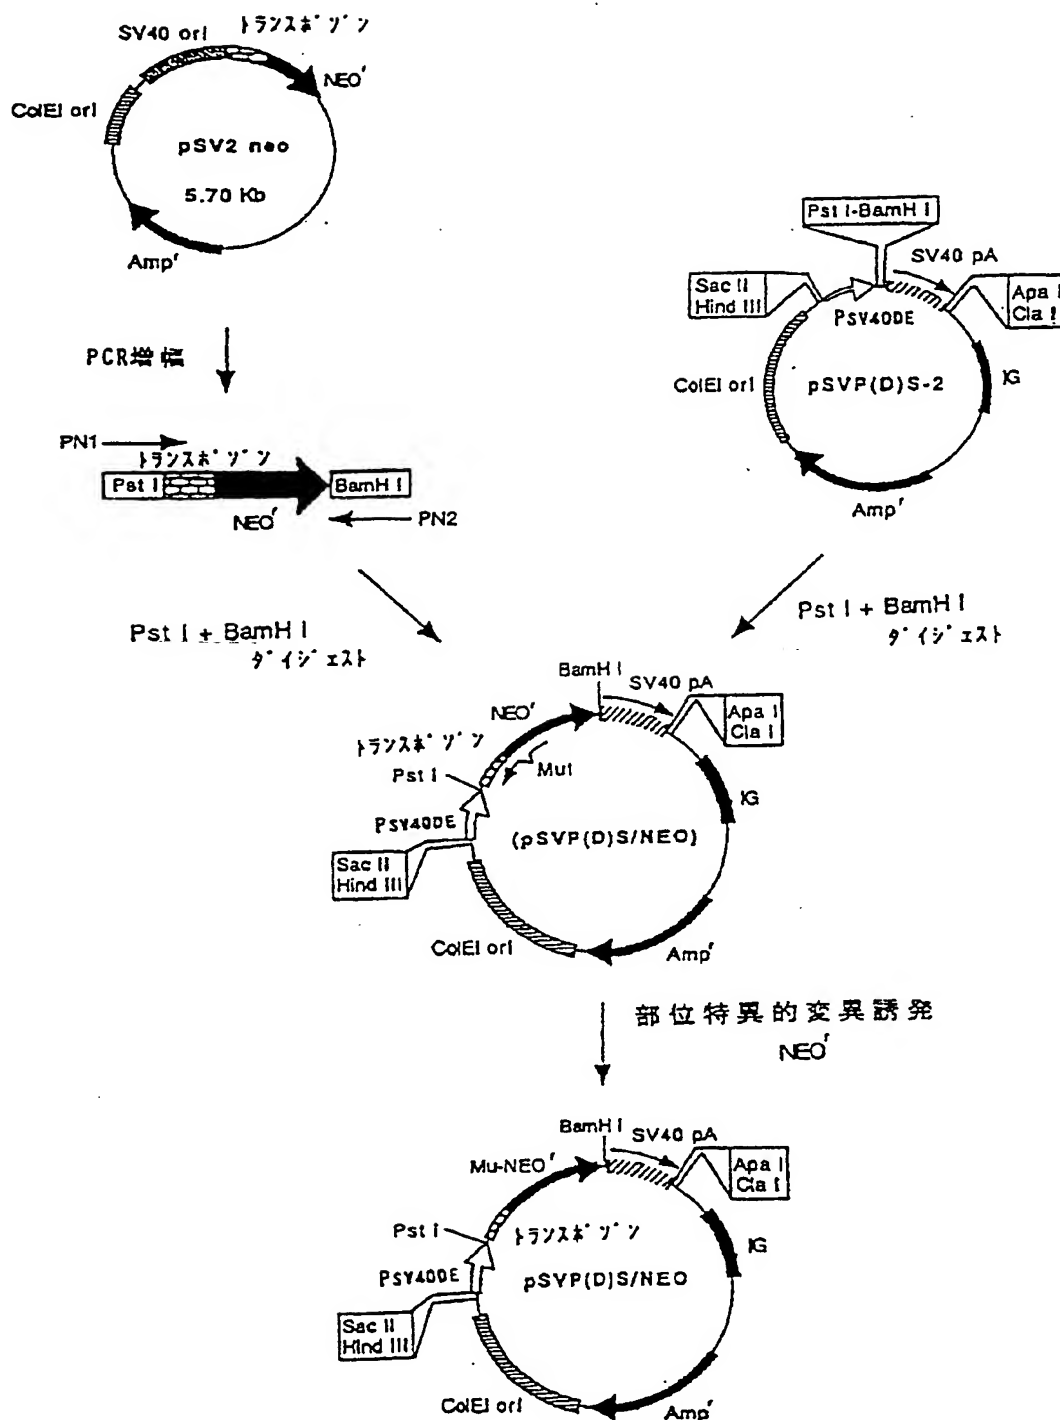 SV40 ori
トランスポゾン
NEOʳ
ColEI ori
pSV2 neo
5.70 Kb
Ampʳ
PCR増幅
PN1
トランスポゾン
Pst I
BamH I
NEOʳ
PN2
Pst I-BamH I
SV40 pA
Sac II
Hind III
Apa I
Cla I
PSV40DE
ColEI ori
pSVP(D)S-2
IG
Ampʳ
Pst I + BamH I
ダイジェスト
Pst I + BamH I
ダイジェスト
BamH I
SV40 pA
NEOʳ
Apa I
Cla I
トランスポゾン
Pst I
Mut
IG
PSV40DE
(pSVP(D)S/NEO)
Sac II
Hind III
ColEI ori
Ampʳ
部位特異的変異誘発
NEOʳ
BamH I
SV40 pA
Mu-NEOʳ
Apa I
Cla I
Pst I
トランスポゾン
IG
PSV40DE
pSVP(D)S/NEO
Sac II
Hind III
ColEI ori
Ampʳ